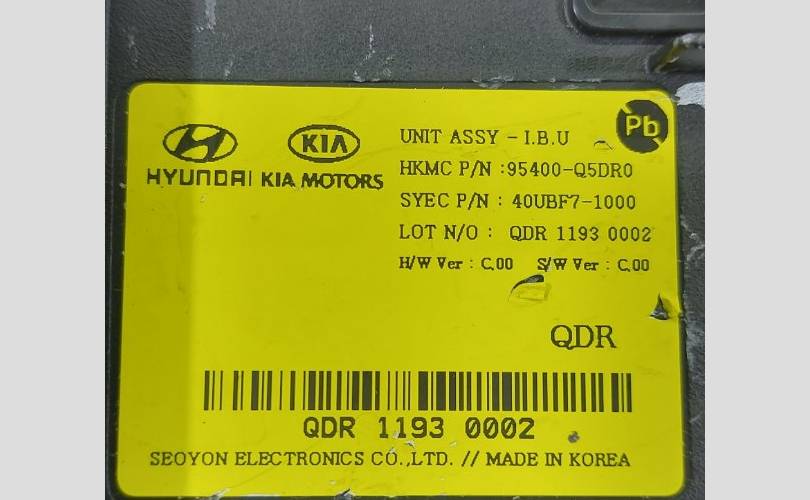 HYUNDAI KIA MOTORS
KIA
UNIT ASSY - I.B.U
Pb
HKMC P/N :95400-Q5DR0
SYEC P/N : 40UBF7-1000
LOT N/O : QDR 1193 0002
H/W Ver : C.00 S/W Ver : C.00
QDR
QDR 1193 0002
SEOYON ELECTRONICS CO.,LTD. // MADE IN KOREA